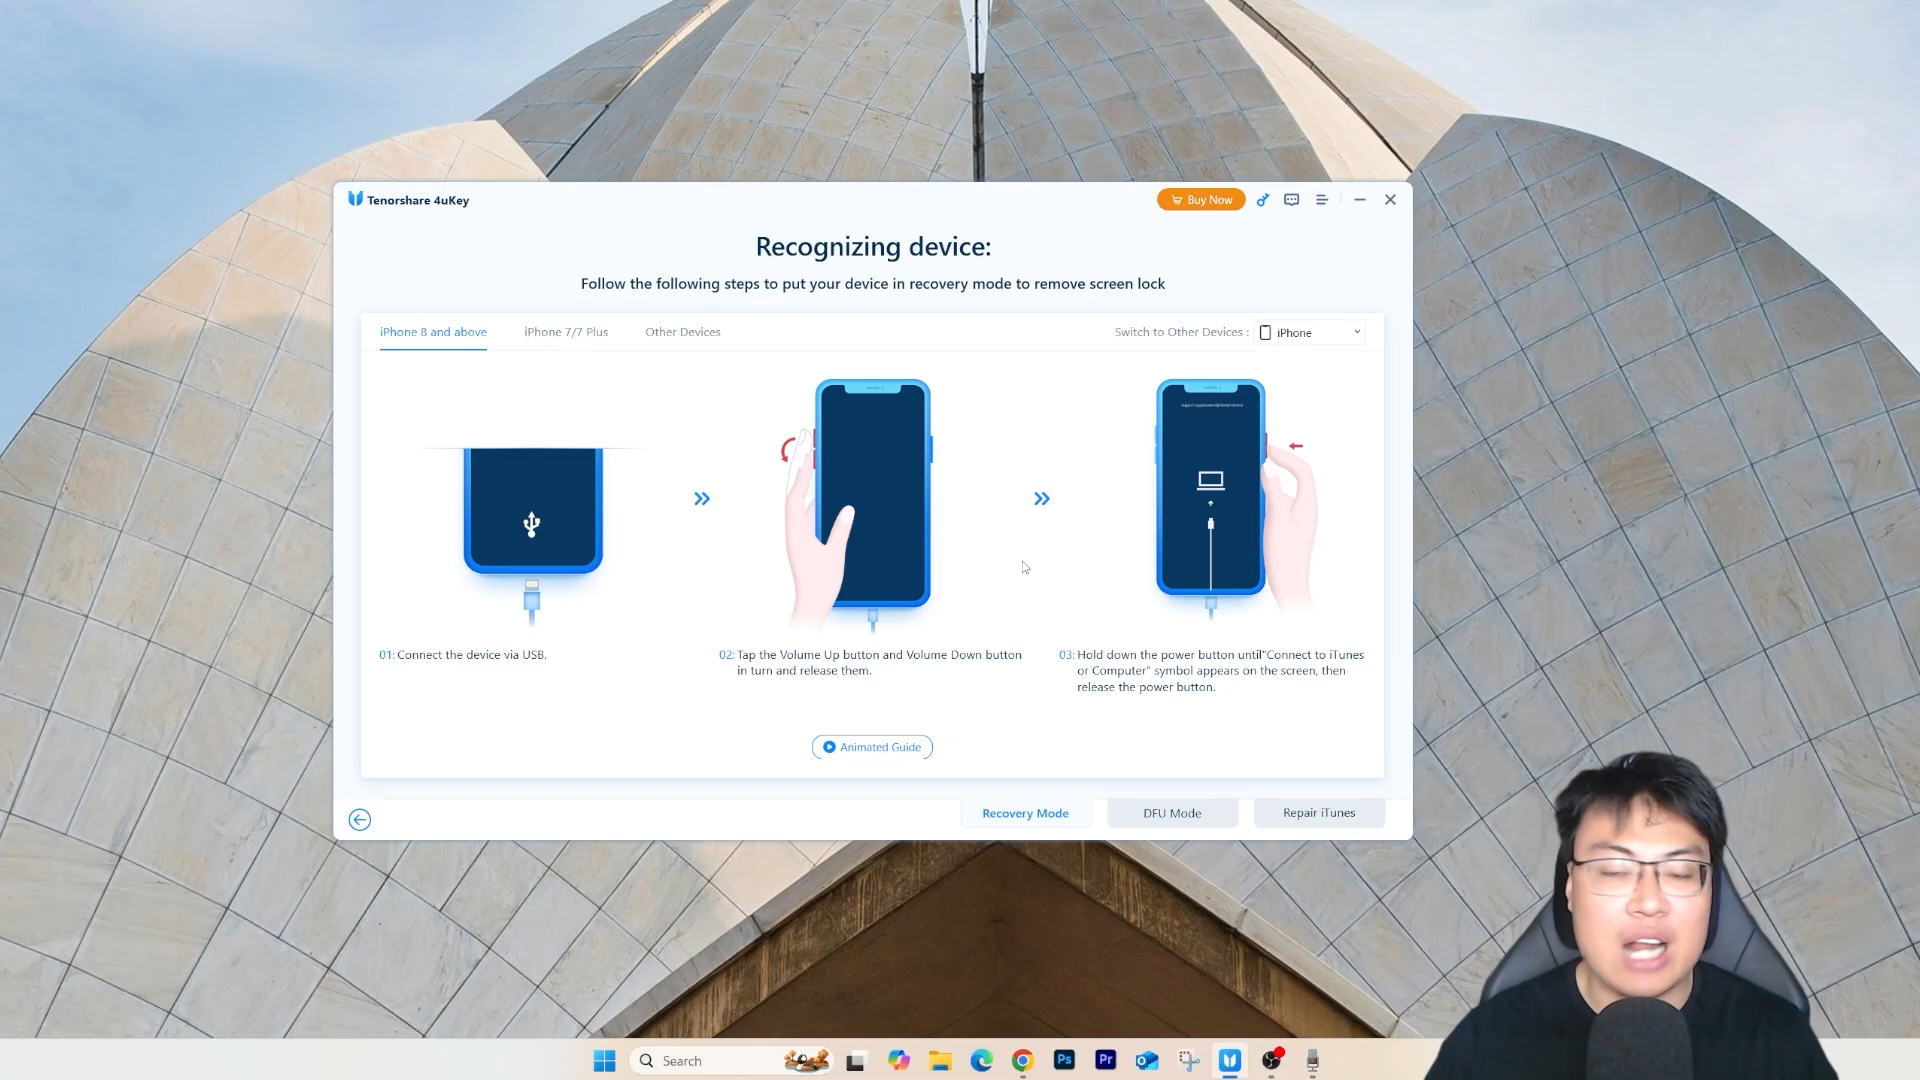 Tenorshare 4uKey
Buy Now
Recognizing device:
Follow the following steps to put your device in recovery mode to remove screen lock
iPhone 8 and above
iPhone 7/7 Plus
Other Devices
Switch to Other Devices :
iPhone
01: Connect the device via USB.
02: Tap the Volume Up button and Volume Down button
in turn and release them.
03: Hold down the power button until"Connect to iTunes
or Computer" symbol appears on the screen, then
release the power button.
Animated Guide
Recovery Mode
DFU Mode
Repair iTunes
Search
Ps
Pr